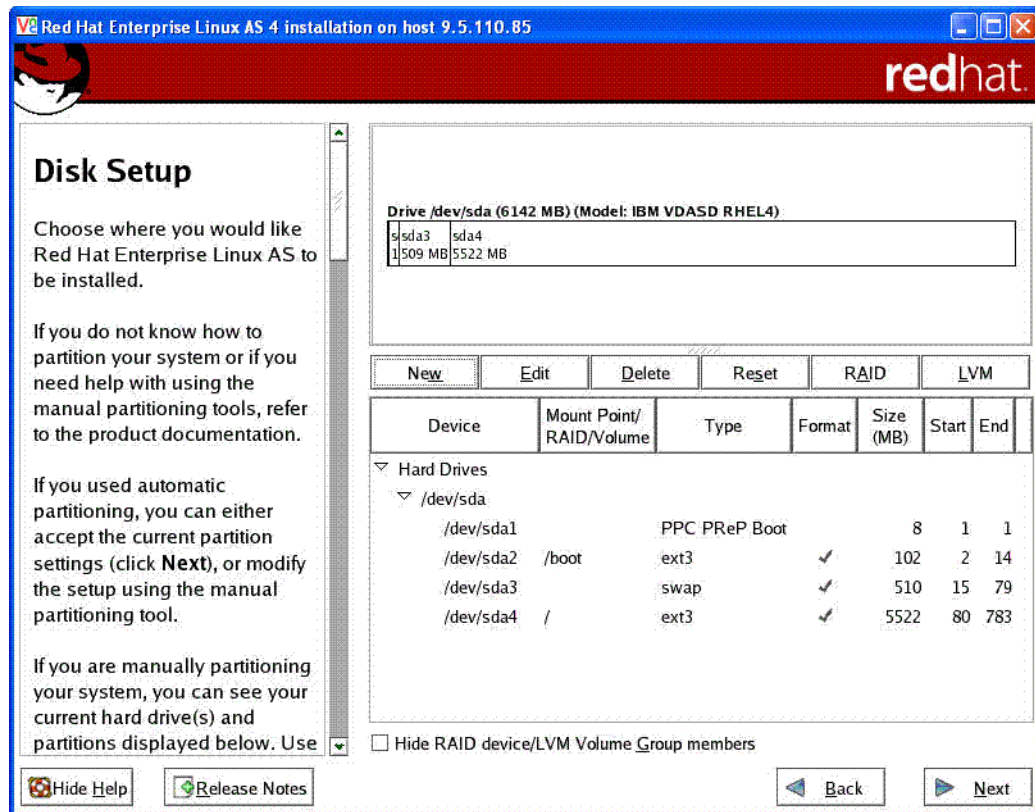 Red Hat Enterprise Linux AS 4 installation on host 9.5.110.85
redhat.
Disk Setup
Choose where you would like
Red Hat Enterprise Linux AS to
be installed.
If you do not know how to
partition your system or if you
need help with using the
manual partitioning tools, refer
to the product documentation.
If you used automatic
partitioning, you can either
accept the current partition
settings (click Next), or modify
the setup using the manual
partitioning tool.
If you are manually partitioning
your system, you can see your
current hard drive(s) and
partitions displayed below. Use
Drive /dev/sda (6142 MB) (Model: IBM VDASD RHEL4)
s sda3 sda4
1 509 MB 5522 MB
New Edit Delete Reset RAID LVM
Device Mount Point/ RAID/Volume Type Format Size (MB) Start End
Hard Drives
/dev/sda
/dev/sda1 PPC PReP Boot 8 1 1
/dev/sda2 /boot ext3 ✓ 102 2 14
/dev/sda3 swap ✓ 510 15 79
/dev/sda4 / ext3 ✓ 5522 80 783
Hide RAID device/LVM Volume Group members
Hide Help Release Notes Back Next